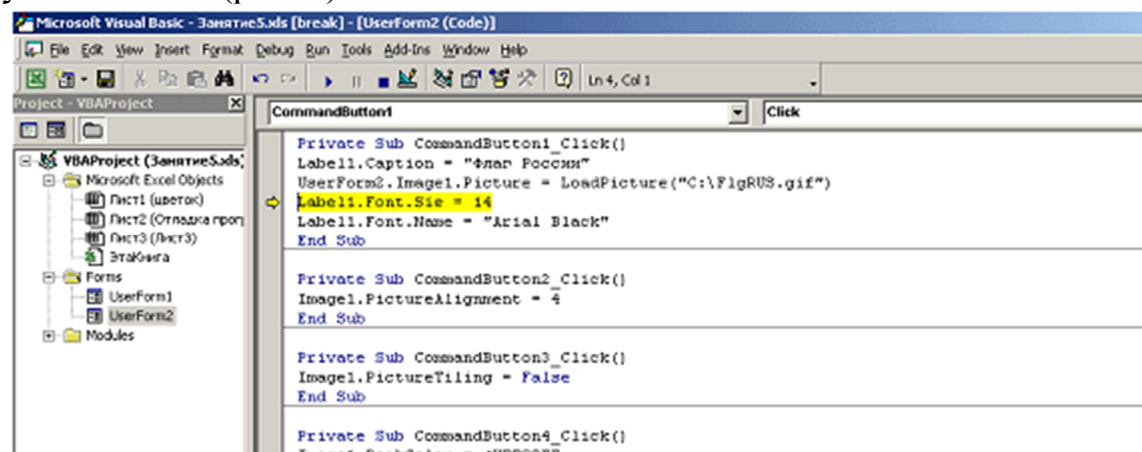 Microsoft Visual Basic - Занятие5.xls [break] - [UserForm2 (Code)]
File Edit View Insert Format Debug Run Tools Add-Ins Window Help
Ln 4, Col 1
Project - VBAProject
CommandButton1
Click
VBAProject (Занятие5.xls)
Microsoft Excel Objects
Лист1 (цветок)
Лист2 (Отладка прог
Лист3 (Лист3)
ЭтаКнига
Forms
UserForm1
UserForm2
Modules
Private Sub CommandButton1_Click()
Label1.Caption = "Флаг России"
UserForm2.Image1.Picture = LoadPicture("C:\FlgRUS.gif")
Label1.Font.Sie = 14
Label1.Font.Name = "Arial Black"
End Sub
Private Sub CommandButton2_Click()
Image1.PictureAlignment = 4
End Sub
Private Sub CommandButton3_Click()
Image1.PictureTiling = False
End Sub
Private Sub CommandButton4_Click()